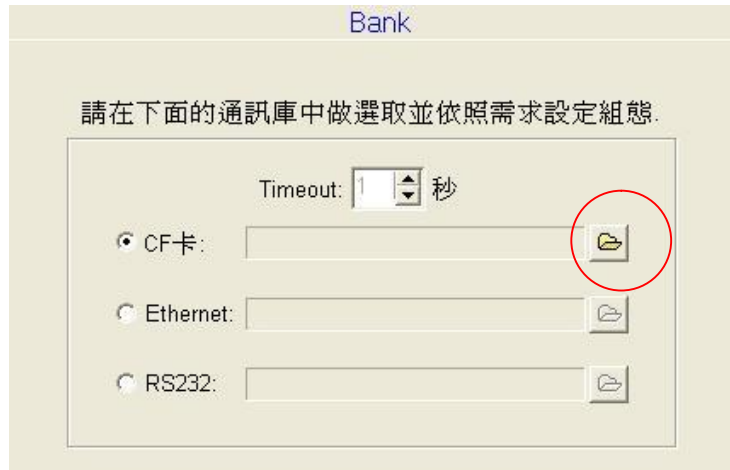 Bank
請在下面的通訊庫中做選取並依照需求設定組態.
Timeout: 1 秒
CF卡:
Ethernet:
RS232: